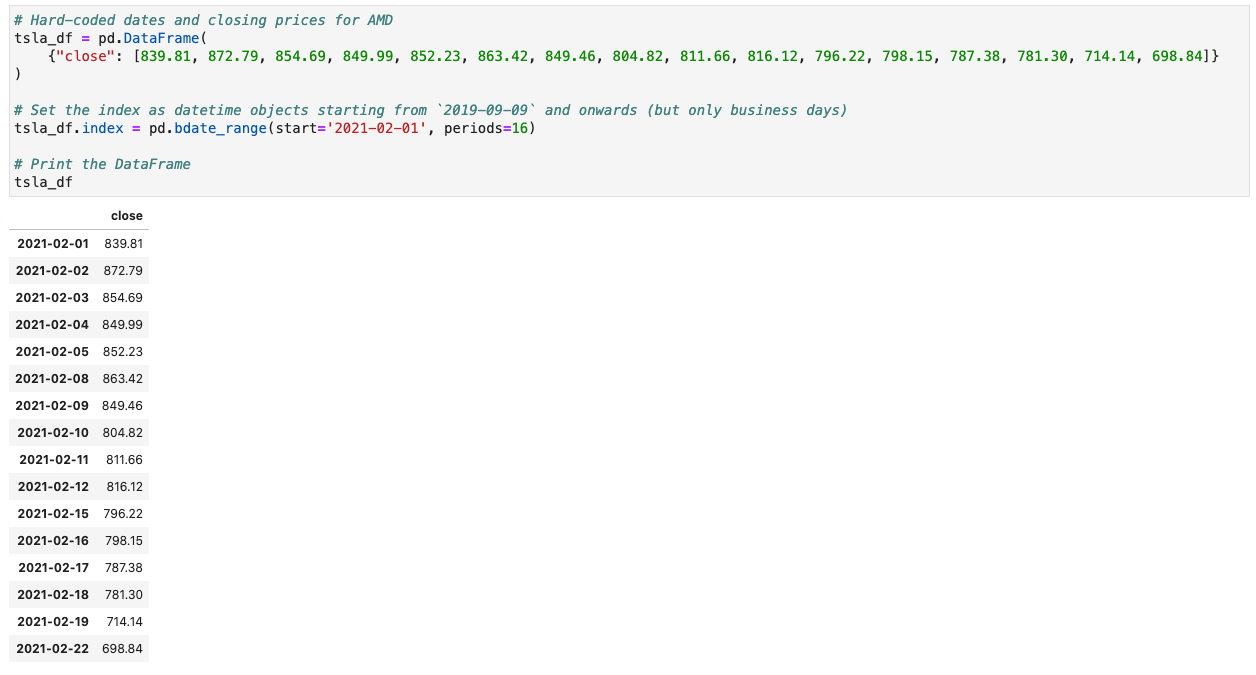 # Hard-coded dates and closing prices for AMD
tsla_df = pd.DataFrame(
    {"close": [839.81, 872.79, 854.69, 849.99, 852.23, 863.42, 849.46, 804.82, 811.66, 816.12, 796.22, 798.15, 787.38, 781.30, 714.14, 698.84]}
)
# Set the index as datetime objects starting from `2019-09-09` and onwards (but only business days)
tsla_df.index = pd.bdate_range(start='2021-02-01', periods=16)
# Print the DataFrame
tsla_df
close
2021-02-01 839.81
2021-02-02 872.79
2021-02-03 854.69
2021-02-04 849.99
2021-02-05 852.23
2021-02-08 863.42
2021-02-09 849.46
2021-02-10 804.82
2021-02-11 811.66
2021-02-12 816.12
2021-02-15 796.22
2021-02-16 798.15
2021-02-17 787.38
2021-02-18 781.30
2021-02-19 714.14
2021-02-22 698.84